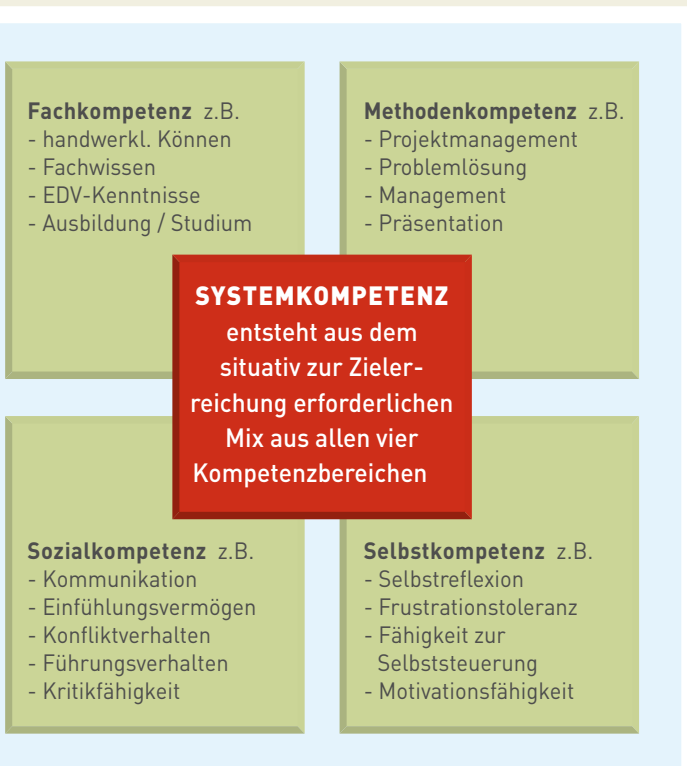 Fachkompetenz z.B.
- handwerkl. Können
- Fachwissen
- EDV-Kenntnisse
- Ausbildung / Studium
Methodenkompetenz z.B.
- Projektmanagement
- Problemlösung
- Management
- Präsentation
SYSTEMKOMPETENZ
entsteht aus dem
situativ zur Zieler-
reichung erforderlichen
Mix aus allen vier
Kompetenzbereichen
Sozialkompetenz z.B.
- Kommunikation
- Einfühlungsvermögen
- Konfliktverhalten
- Führungsverhalten
- Kritikfähigkeit
Selbstkompetenz z.B.
- Selbstreflexion
- Frustrationstoleranz
- Fähigkeit zur
Selbststeuerung
- Motivationsfähigkeit